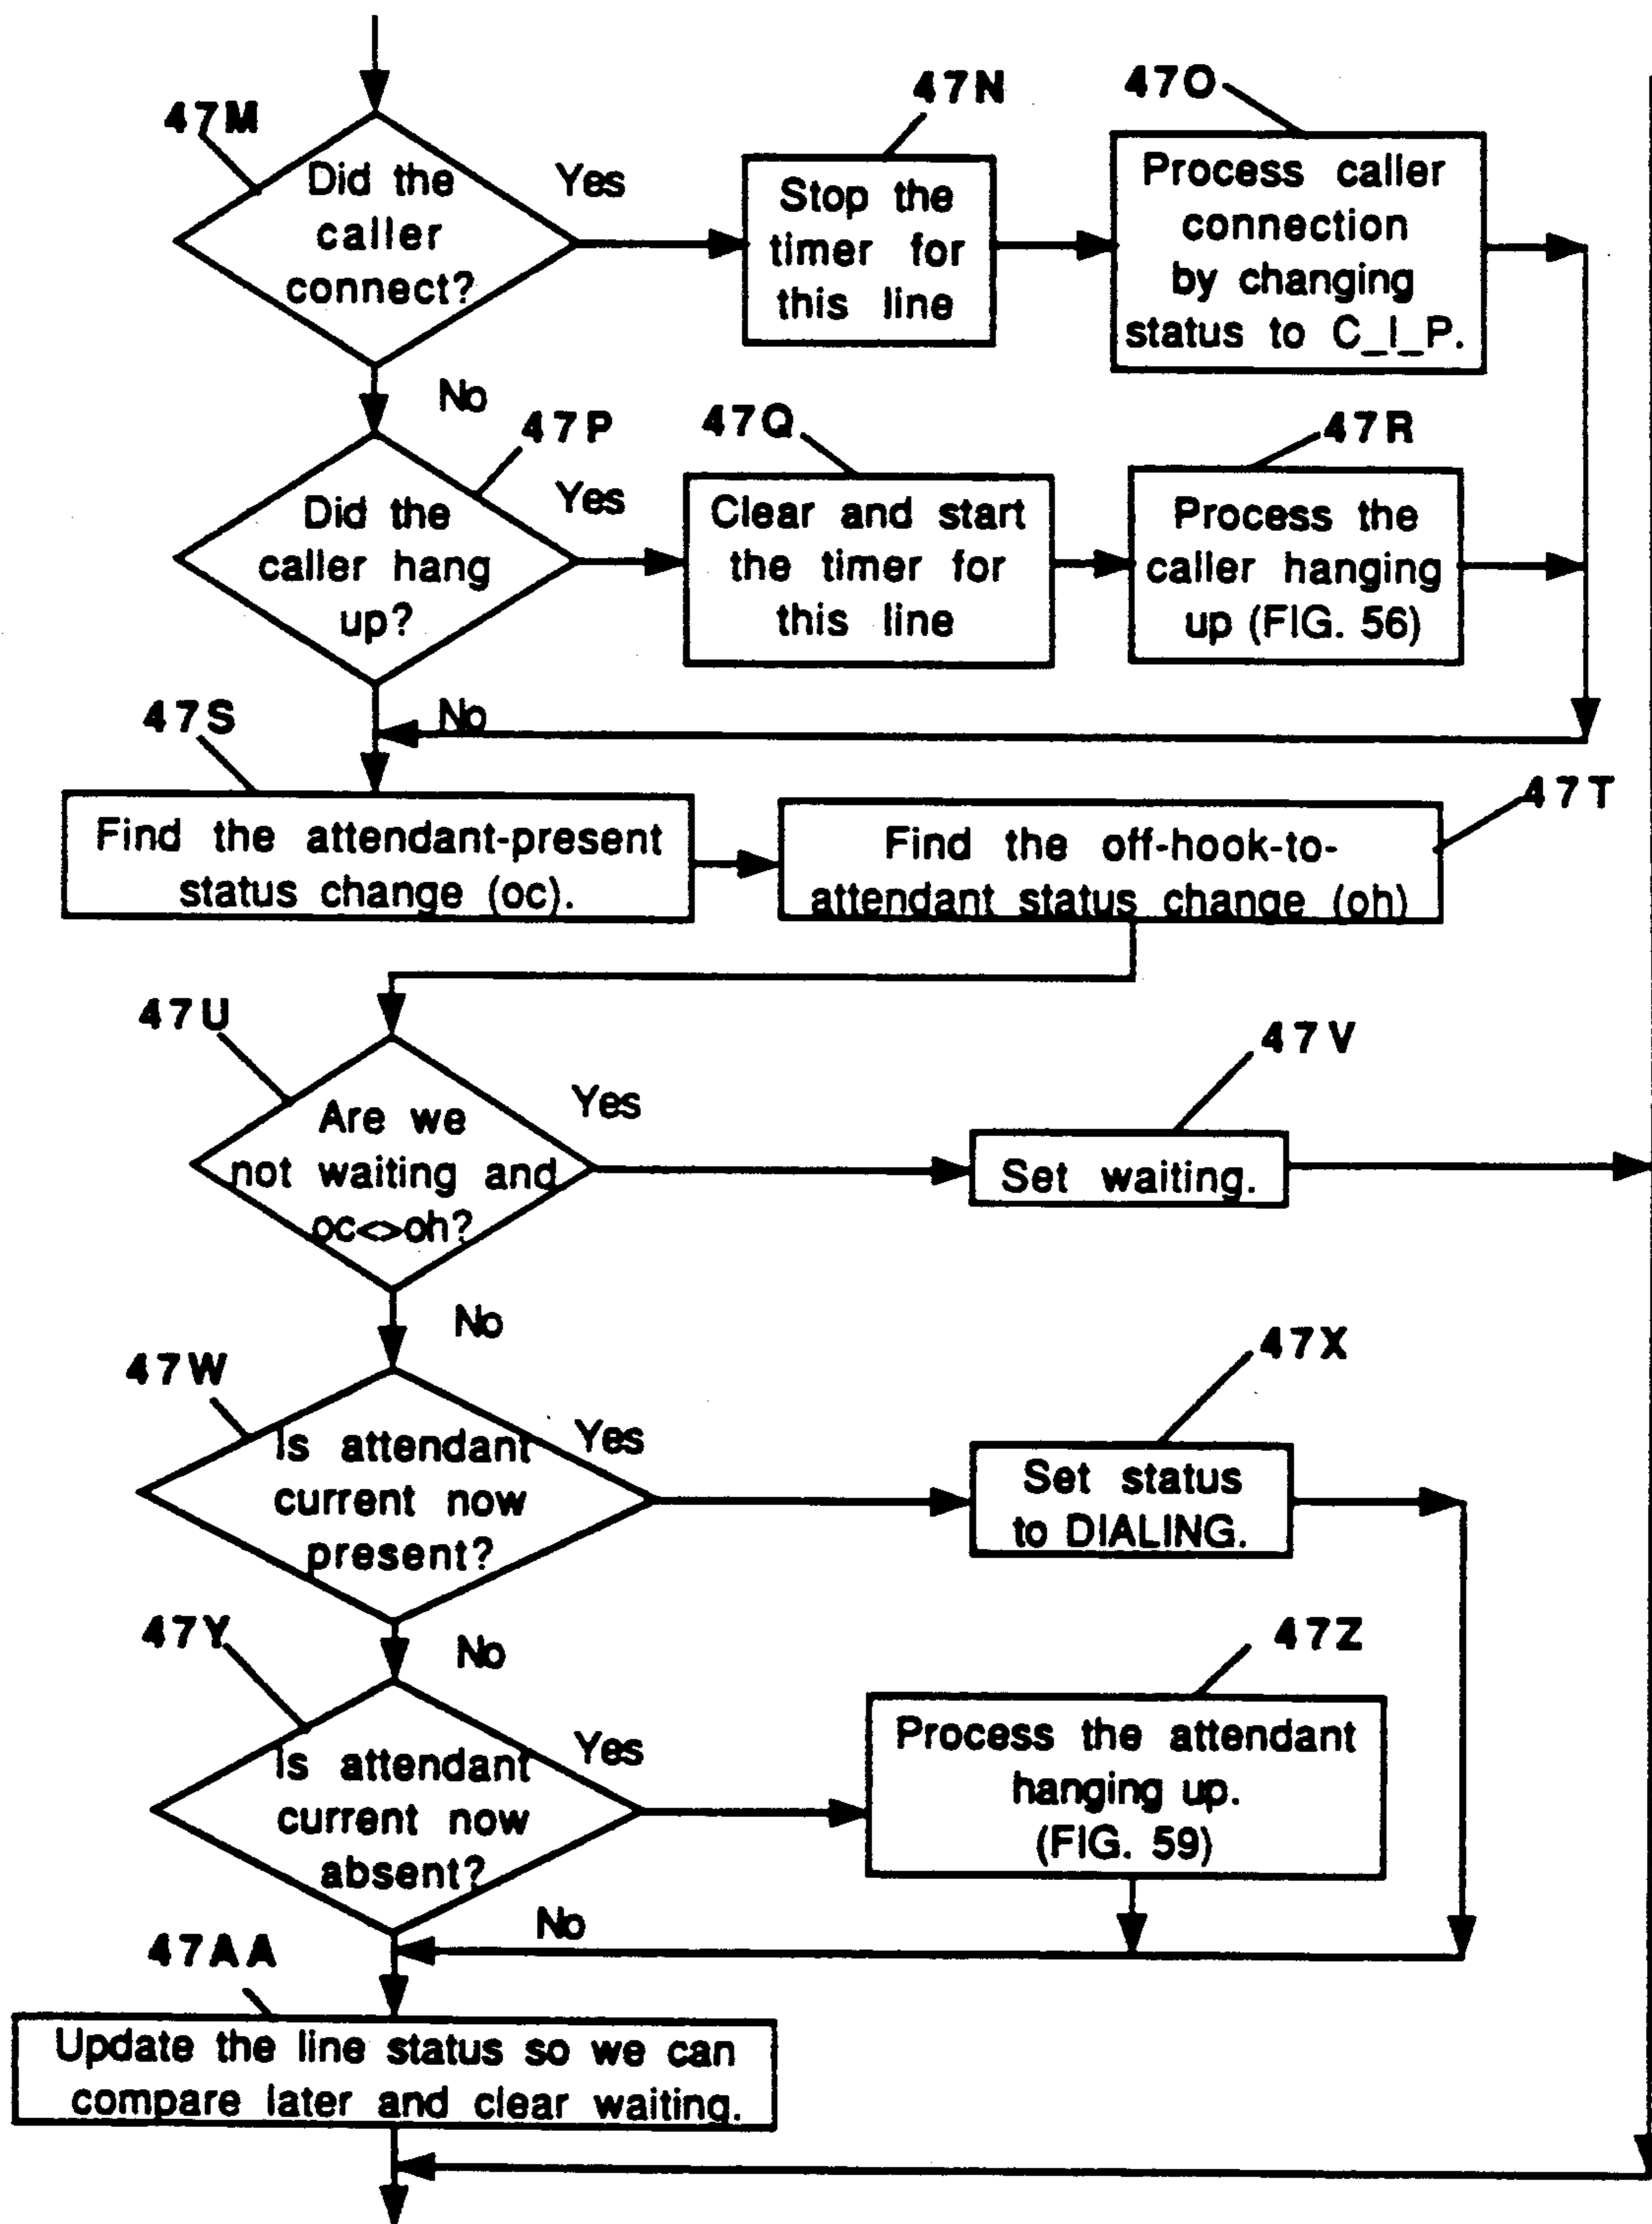 47M
Did the
caller
connect?
Yes
47N
Stop the
timer for
this line
47O
Process caller
connection
by changing
status to C_I_P.
No
47P
Did the
caller hang
up?
Yes
47Q
Clear and start
the timer for
this line
47R
Process the
caller hanging
up (FIG. 56)
No
47S
Find the attendant-present
status change (oc).
47T
Find the off-hook-to-
attendant status change (oh)
47U
Are we
not waiting and
oc<>oh?
Yes
47V
Set waiting.
No
47W
Is attendant
current now
present?
Yes
47X
Set status
to DIALING.
No
47Y
Is attendant
current now
absent?
Yes
47Z
Process the attendant
hanging up.
(FIG. 59)
No
47AA
Update the line status so we can
compare later and clear waiting.